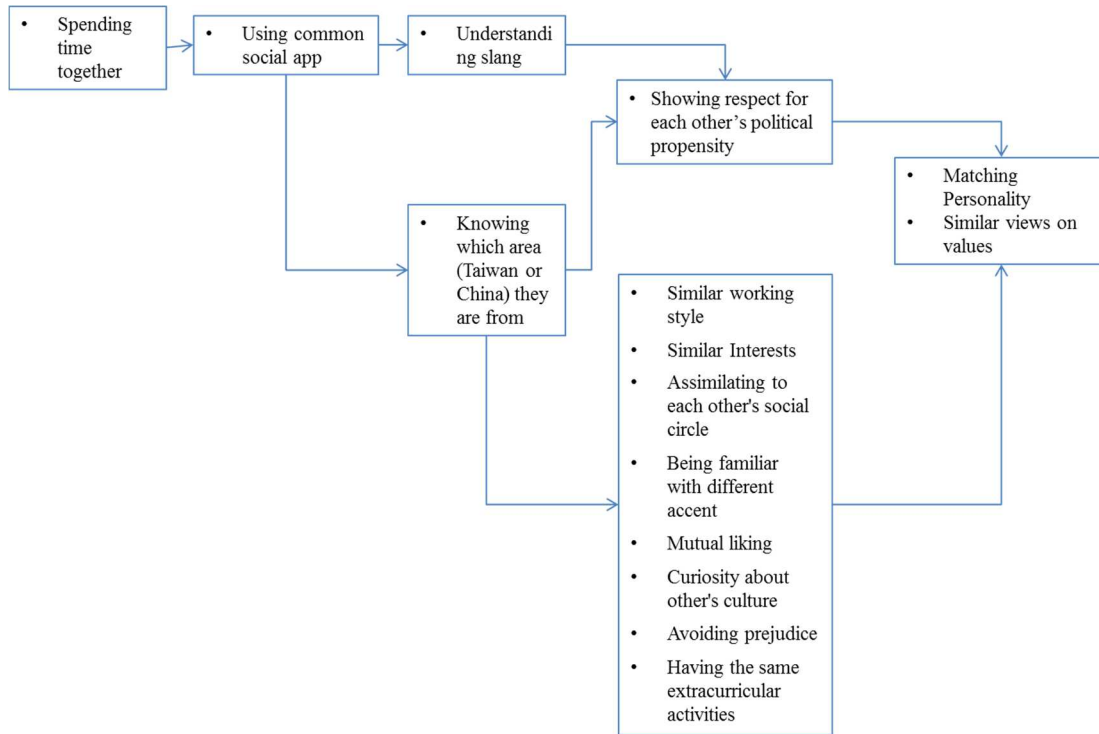 • Spending
time
together
• Using common
social app
• Understandi
ng slang
• Showing respect for
each other’s political
propensity
• Matching
Personality
• Similar views on
values
• Knowing
which area
(Taiwan or
China) they
are from
• Similar working
style
• Similar Interests
• Assimilating to
each other's social
circle
• Being familiar
with different
accent
• Mutual liking
• Curiosity about
other's culture
• Avoiding prejudice
• Having the same
extracurricular
activities